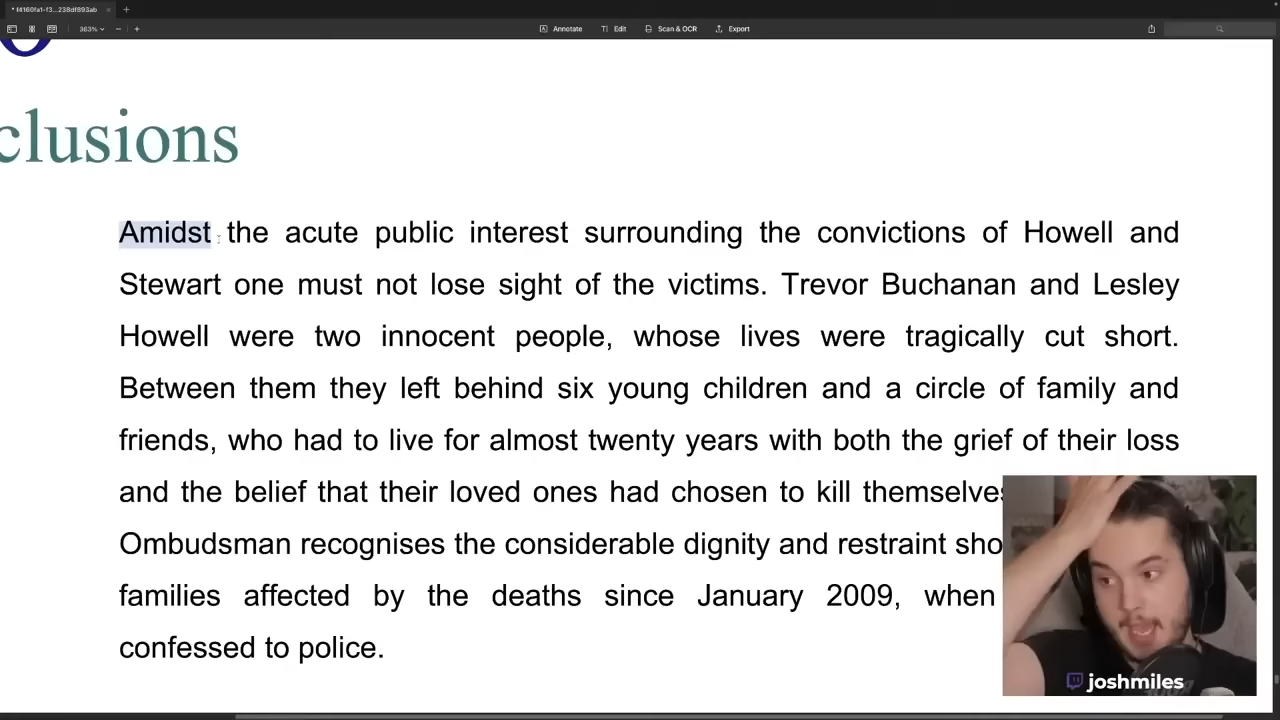 * f4160fa1-f3...238df893ab
363%
Annotate
Edit
Scan & OCR
Export
clusions
Amidst the acute public interest surrounding the convictions of Howell and
Stewart one must not lose sight of the victims. Trevor Buchanan and Lesley
Howell were two innocent people, whose lives were tragically cut short.
Between them they left behind six young children and a circle of family and
friends, who had to live for almost twenty years with both the grief of their loss
and the belief that their loved ones had chosen to kill themselves
Ombudsman recognises the considerable dignity and restraint sho
families affected by the deaths since January 2009, when
confessed to police.
joshmiles